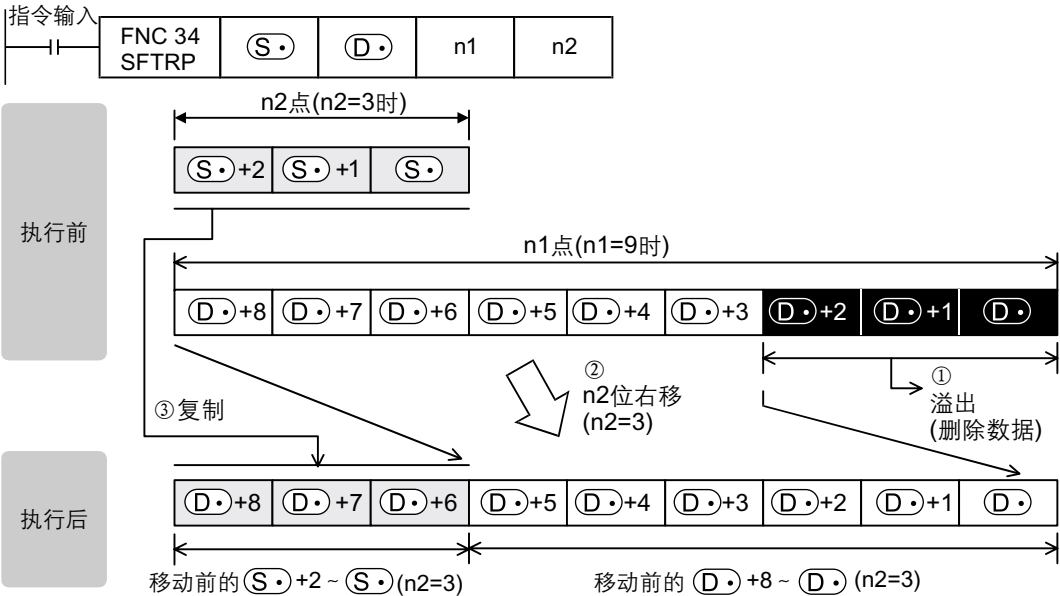 指令输入
FNC 34
SFTRP
S· D· n1 n2
n2点(n2=3时)
S·+2 S·+1 S·
执行前
n1点(n1=9时)
D·+8 D·+7 D·+6 D·+5 D·+4 D·+3 D·+2 D·+1 D·
①
溢出
(删除数据)
②
n2位右移
(n2=3)
③复制
执行后
D·+8 D·+7 D·+6 D·+5 D·+4 D·+3 D·+2 D·+1 D·
移动前的 S·+2 ~ S· (n2=3)
移动前的 D·+8 ~ D· (n2=3)